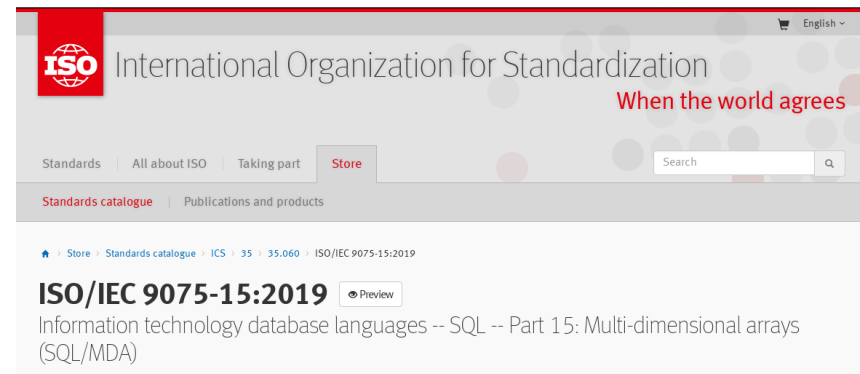 English
ISO
International Organization for Standardization
When the world agrees
Standards
All about ISO
Taking part
Store
Search
Standards catalogue
Publications and products
Store › Standards catalogue › ICS › 35 › 35.060 › ISO/IEC 9075-15:2019
ISO/IEC 9075-15:2019 Preview
Information technology database languages -- SQL -- Part 15: Multi-dimensional arrays
(SQL/MDA)